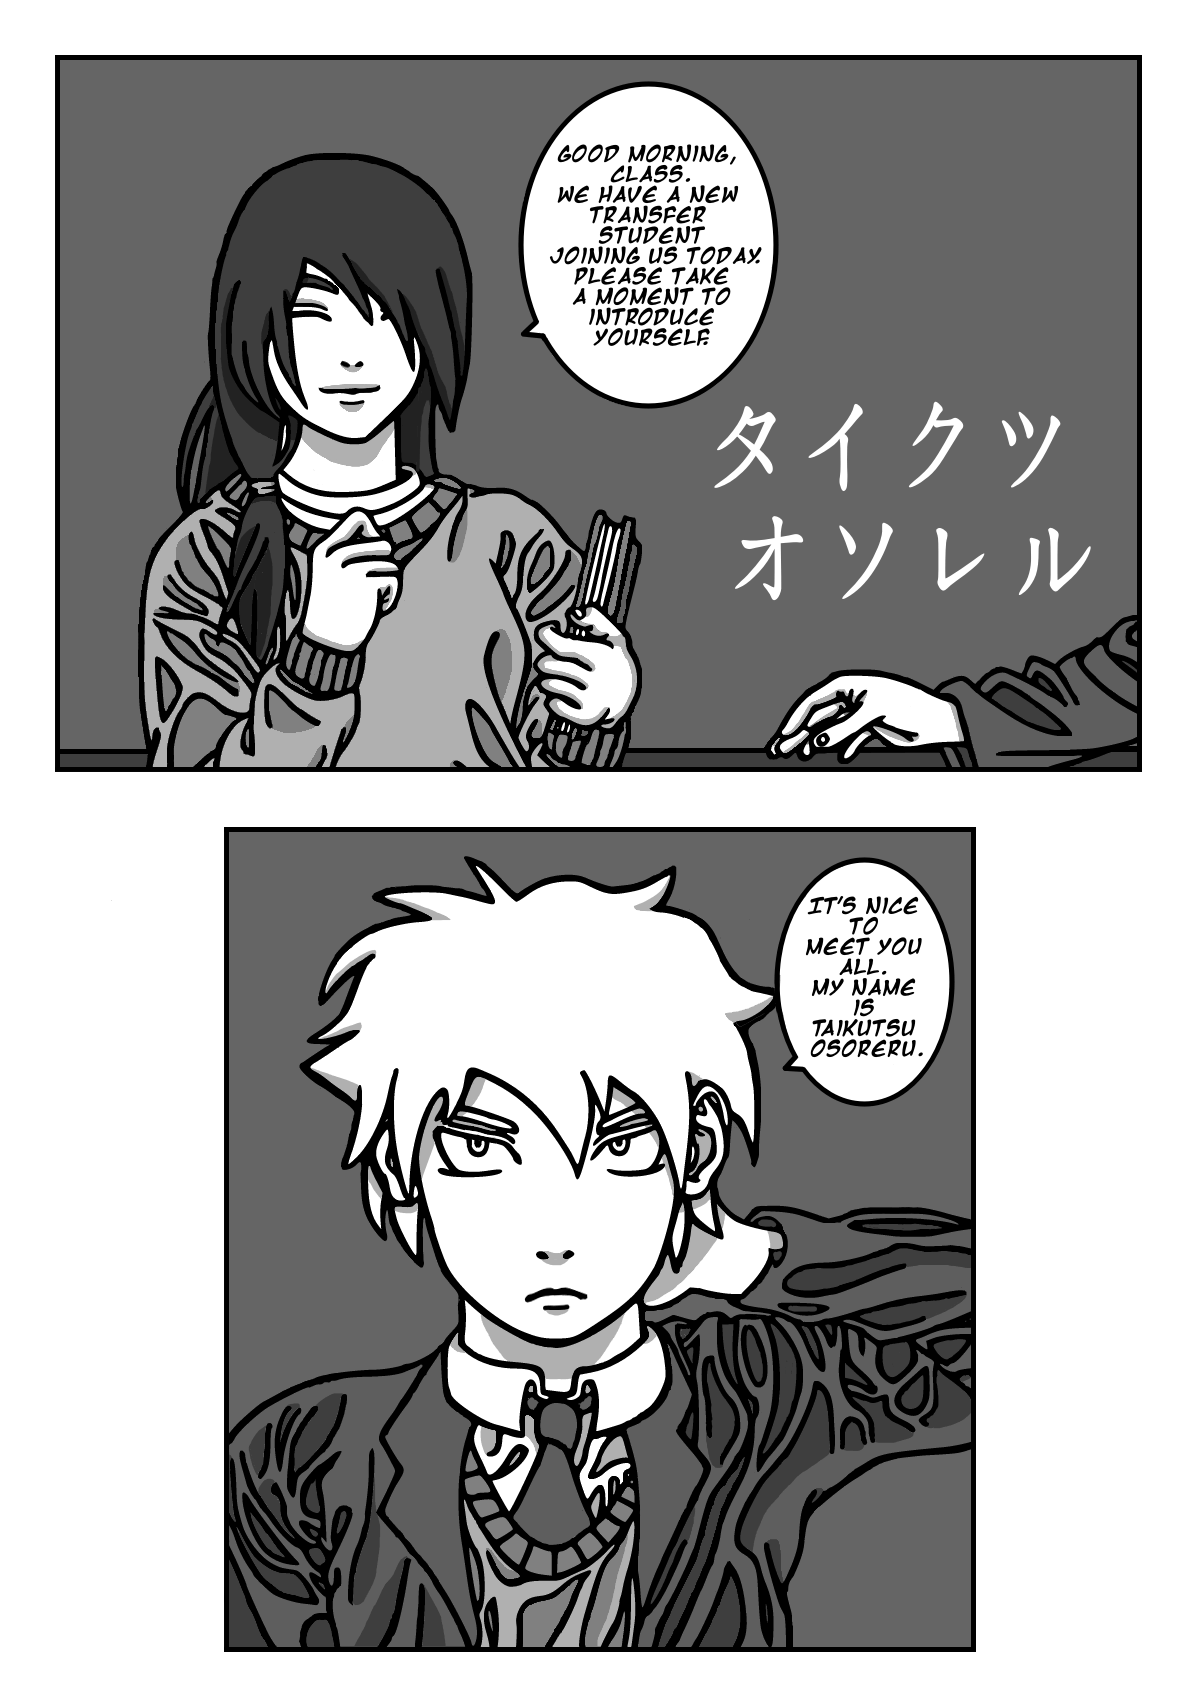 GOOD MORNING,
CLASS.
WE HAVE A NEW
TRANSFER
STUDENT
JOINING US TODAY.
PLEASE TAKE
A MOMENT TO
INTRODUCE
YOURSELF.
タイクツ
オソレル
IT'S NICE
TO
MEET YOU
ALL.
MY NAME
IS
TAIKUTSU
OSORERU.